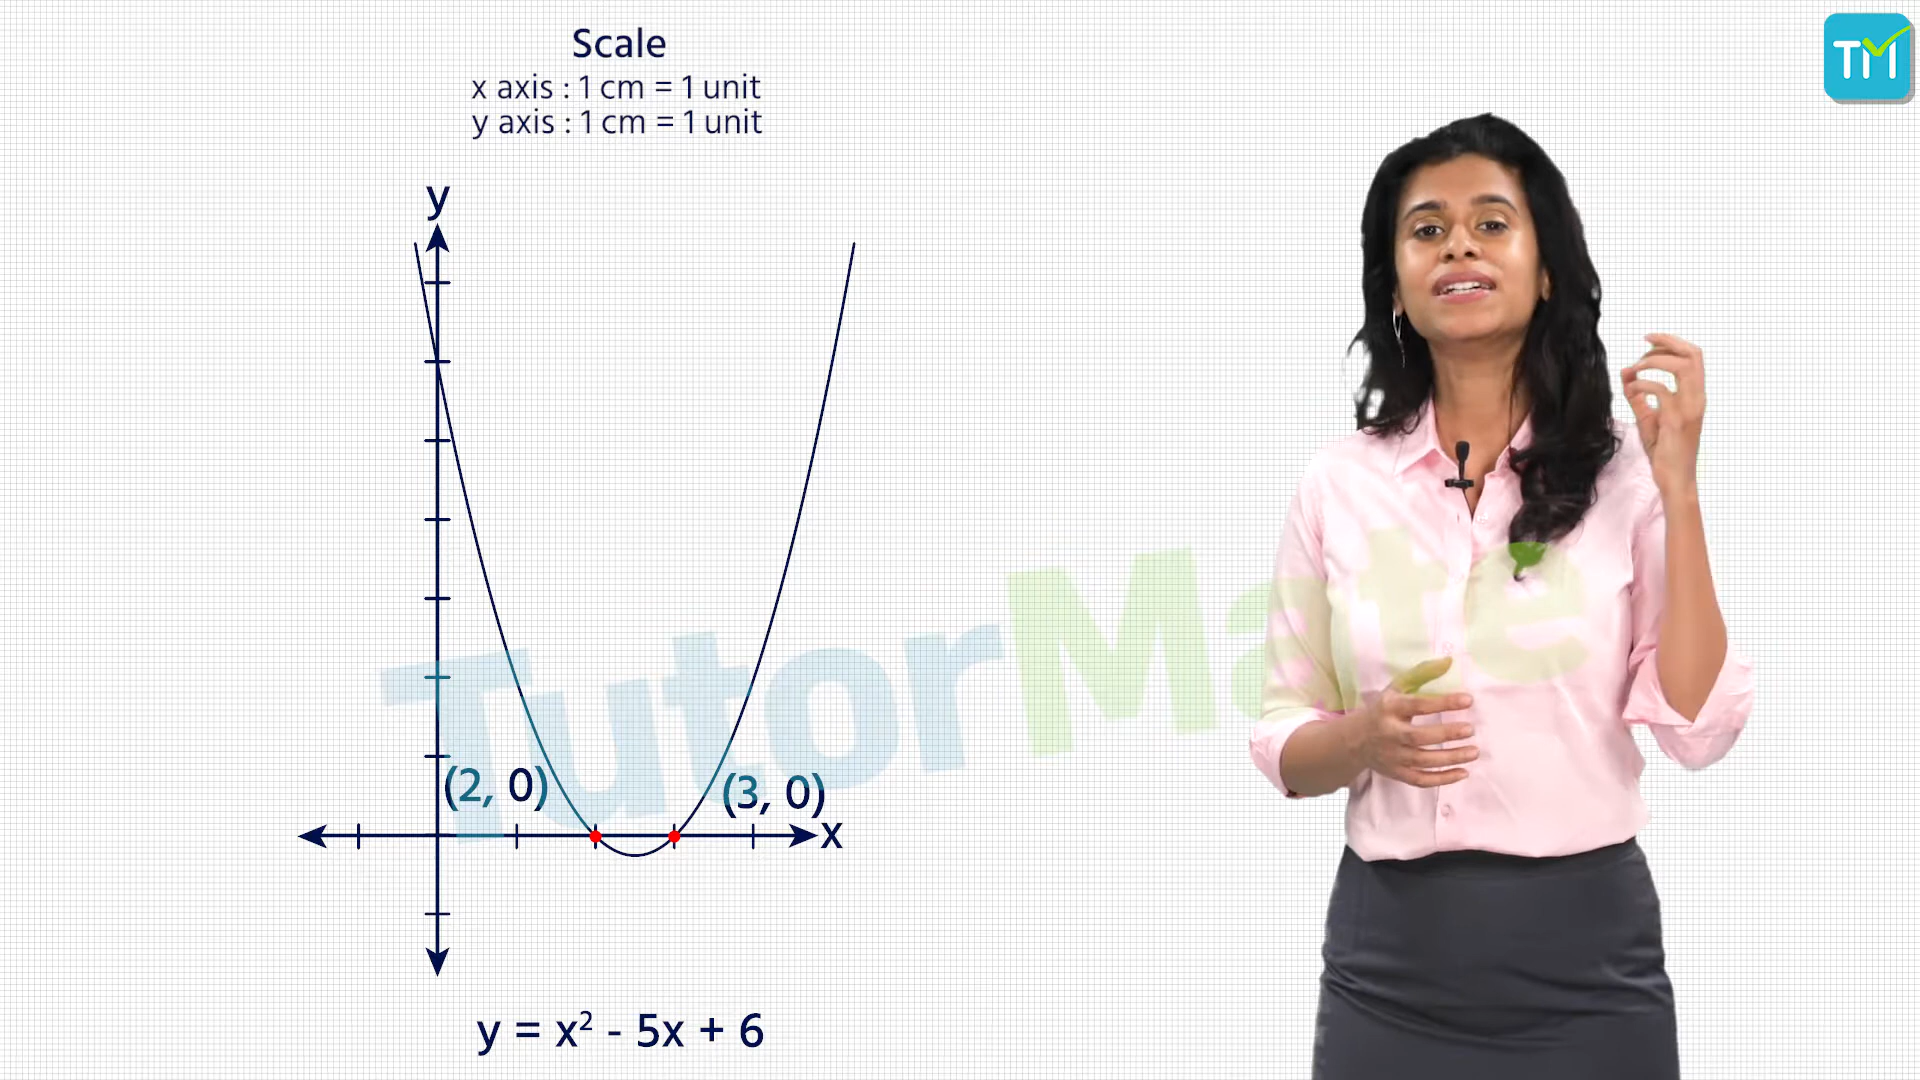 Scale
x axis : 1 cm = 1 unit
y axis : 1 cm = 1 unit
TM
y
TutorMate
(2, 0)
(3, 0)
x
y = x² - 5x + 6